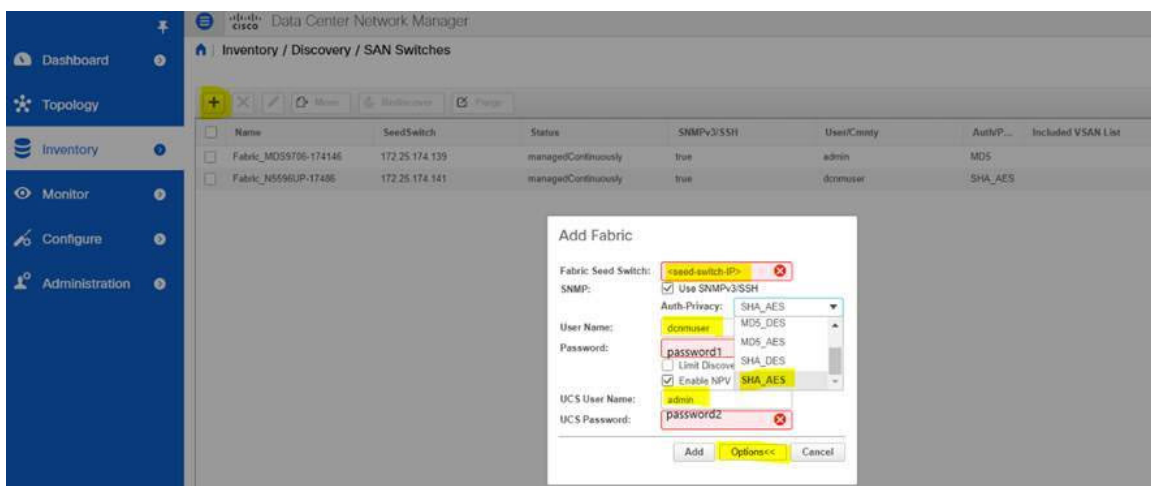 cisco Data Center Network Manager
Inventory / Discovery / SAN Switches
Dashboard
Topology
Inventory
Monitor
Configure
Administration
+ Move Rediscover Purge
Name SeedSwitch Status SNMPv3/SSH User/Cmnty Auth/P... Included VSAN List
Fabric_MDS9706-174146 172.25.174.139 managedContinuously true admin MD5
Fabric_N5596UP-17486 172.25.174.141 managedContinuously true dcnmuser SHA_AES
Add Fabric
Fabric Seed Switch: <seed-switch-IP>
SNMP: Use SNMPv3/SSH
Auth-Privacy: SHA_AES
MD5_DES
MD5_AES
SHA_DES
SHA_AES
User Name: dcnmuser
Password: password1
Limit Discove
Enable NPV
UCS User Name: admin
UCS Password: password2
Add Options<< Cancel